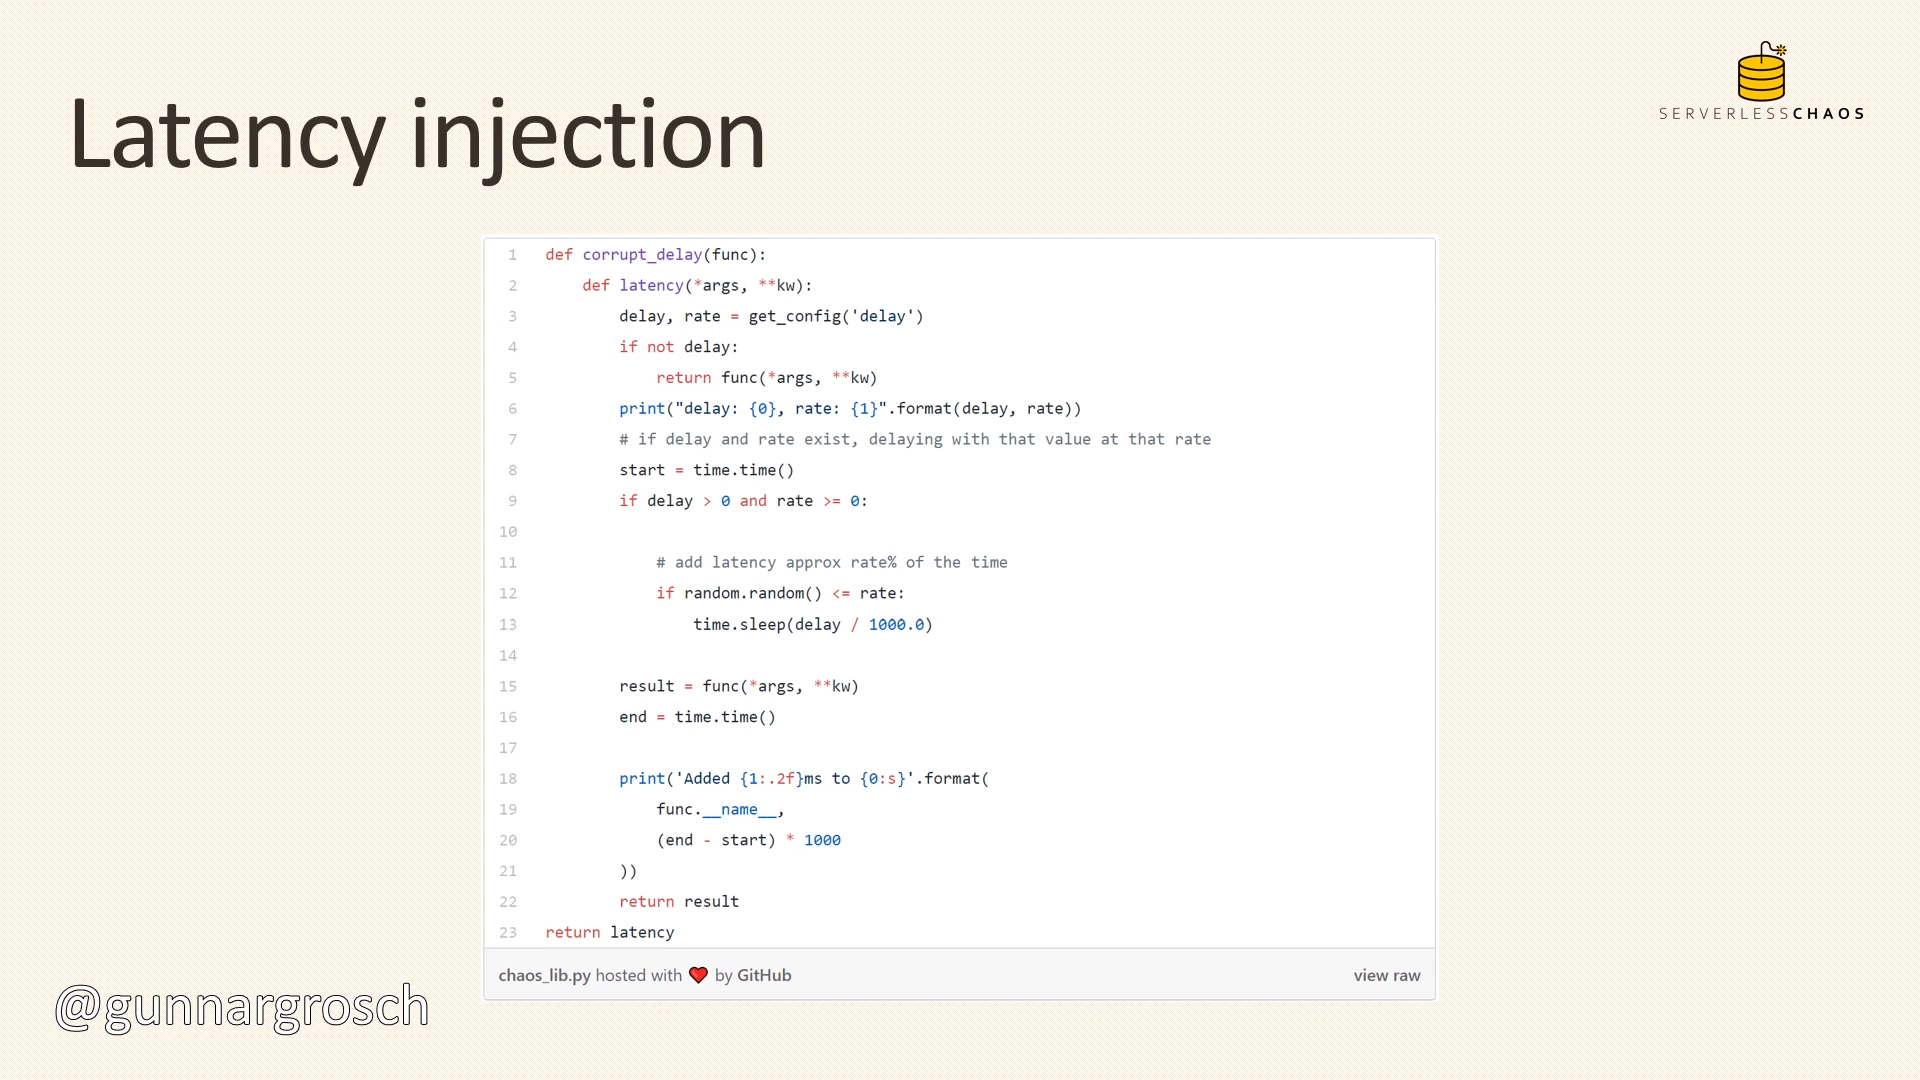 Latency injection
SERVERLESSCHAOS
1 def corrupt_delay(func):
2     def latency(*args, **kw):
3         delay, rate = get_config('delay')
4         if not delay:
5             return func(*args, **kw)
6         print("delay: {0}, rate: {1}".format(delay, rate))
7         # if delay and rate exist, delaying with that value at that rate
8         start = time.time()
9         if delay > 0 and rate >= 0:
10
11             # add latency approx rate% of the time
12             if random.random() <= rate:
13                 time.sleep(delay / 1000.0)
14
15         result = func(*args, **kw)
16         end = time.time()
17
18         print('Added {1:.2f}ms to {0:s}'.format(
19             func.__name__,
20             (end - start) * 1000
21         ))
22         return result
23 return latency
chaos_lib.py hosted with ❤ by GitHub view raw
@gunnargrosch